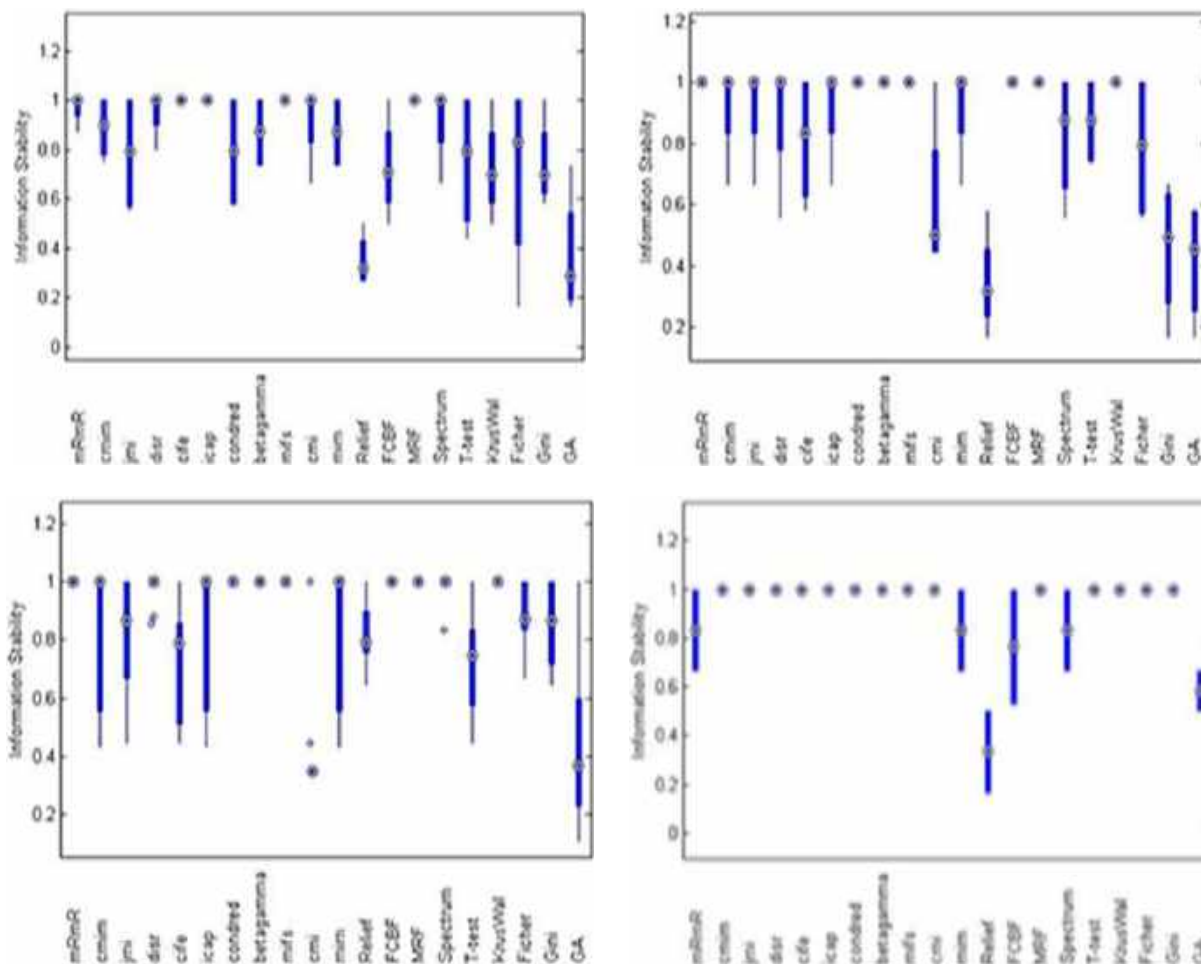 1.2
1
0.8
0.6
0.4
0.2
0
Information Stability
mRmR
cmim
jmi
disr
cife
icap
condred
betagamma
mifs
cmi
mim
Relief
FCBF
MRF
Spectrum
T-test
KrusWal
Ficher
Gini
GA
1.2
1
0.8
0.6
0.4
0.2
Information Stability
mRmR
cmim
jmi
disr
cife
icap
condred
betagamma
mifs
cmi
mim
Relief
FCBF
MRF
Spectrum
T-test
KrusWal
Ficher
Gini
GA
1.2
1
0.8
0.6
0.4
0.2
Information Stability
mRmR
cmim
jmi
disr
cife
icap
condred
betagamma
mifs
cmi
mim
Relief
FCBF
MRF
Spectrum
T-test
KrusWal
Ficher
Gini
GA
1.2
1
0.8
0.6
0.4
0.2
0
Information Stability
mRmR
cmim
jmi
disr
cife
icap
condred
betagamma
mifs
cmi
mim
Relief
FCBF
MRF
Spectrum
T-test
KrusWal
Ficher
Gini
GA